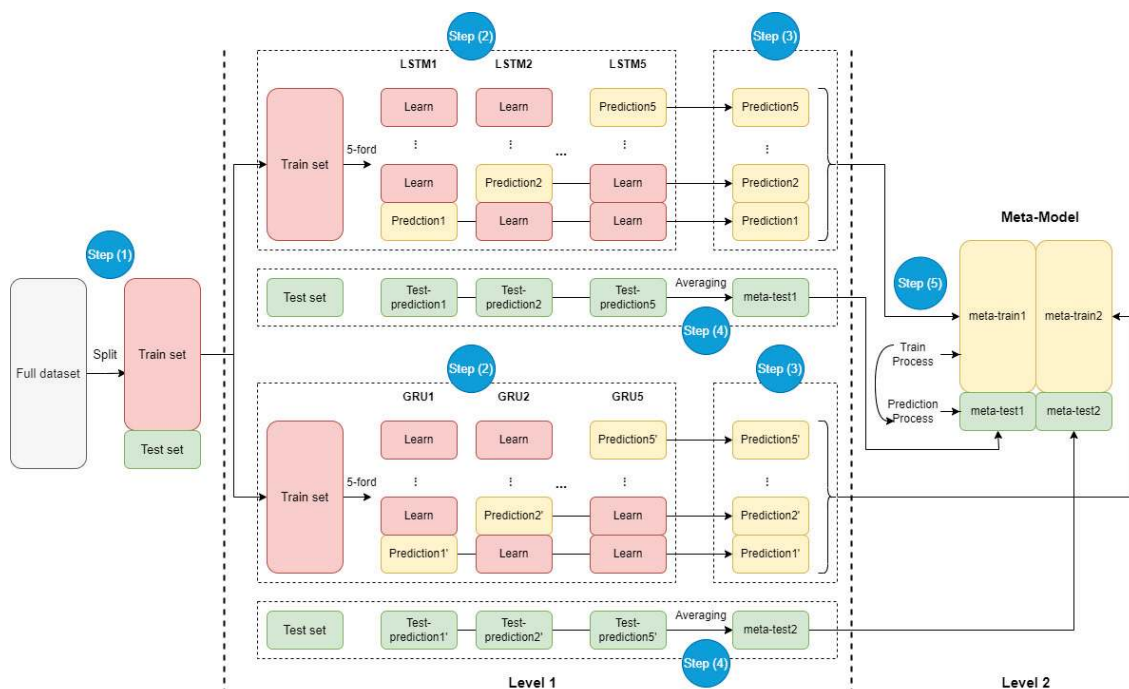 Step (2)
Step (3)
LSTM1
LSTM2
LSTM5
Learn
Learn
Prediction5
Prediction5
Train set
5-ford
⋮
⋮
...
⋮
⋮
Learn
Prediction2
Learn
Prediction2
Predction1
Learn
Learn
Prediction1
Meta-Model
Step (1)
Step (5)
Test set
Test-
prediction1
Test-
prediction2
Test-
prediction5
Averaging
meta-test1
Step (4)
Full dataset
Split
Train set
Test set
meta-train1
meta-train2
Train
Process
Prediction
Process
meta-test1
meta-test2
Step (2)
Step (3)
GRU1
GRU2
GRU5
Learn
Learn
Prediction5'
Prediction5'
Train set
5-ford
⋮
⋮
...
⋮
⋮
Learn
Prediction2'
Learn
Prediction2'
Prediction1'
Learn
Learn
Prediction1'
Test set
Test-
prediction1'
Test-
prediction2'
Test-
prediction5'
Averaging
meta-test2
Step (4)
Level 1
Level 2